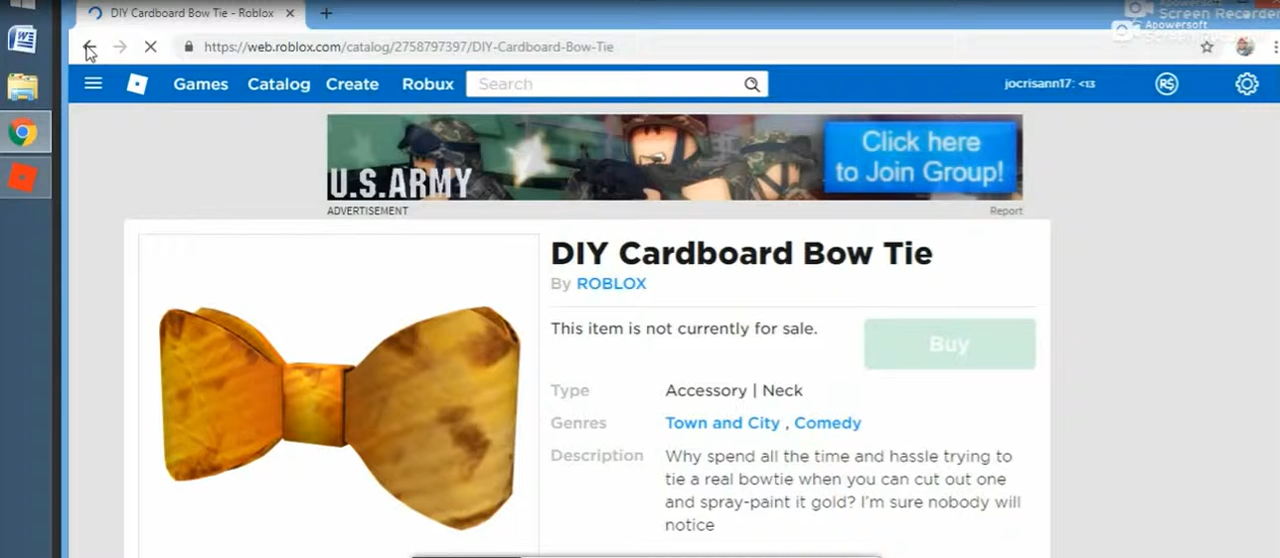 Apowersoft
Screen Recorder
Apowersoft
DIY Cardboard Bow Tie - Roblox
https://web.roblox.com/catalog/2758797397/DIY-Cardboard-Bow-Tie
Games
Catalog
Create
Robux
Search
jocrisann17: <13
R$
U.S.ARMY
Click here
to Join Group!
ADVERTISEMENT
Report
DIY Cardboard Bow Tie
By ROBLOX
This item is not currently for sale.
Buy
Type
Accessory | Neck
Genres
Town and City , Comedy
Description
Why spend all the time and hassle trying to
tie a real bowtie when you can cut out one
and spray-paint it gold? I'm sure nobody will
notice